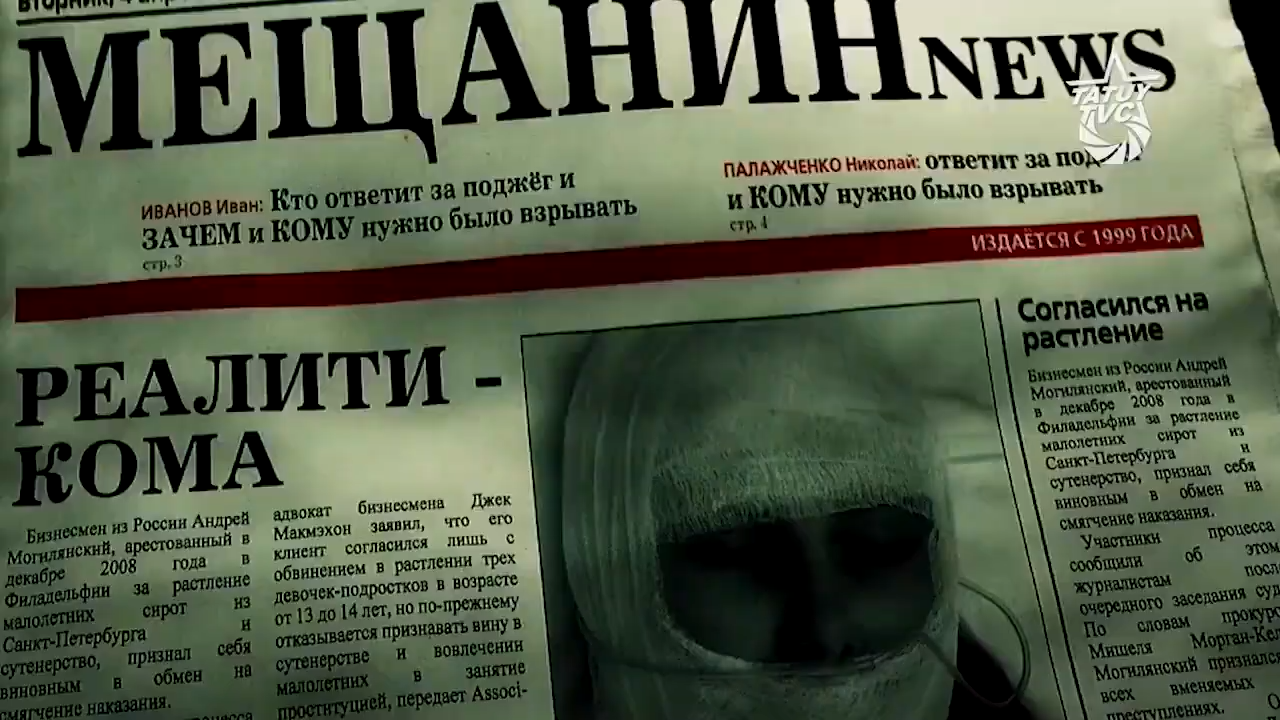 МЕЩАНИНNEWS
TATUY
TVC
ИВАНОВ Иван: Кто ответит за поджёг и
ЗАЧЕМ и КОМУ нужно было взрывать
стр. 3
ПАЛАЖЧЕНКО Николай: ответит за
и КОМУ нужно было взрывать
стр. 4
ИЗДАЁТСЯ С 1999 ГОДА
РЕАЛИТИ -
КОМА
Бизнесмен из России Андрей
Могилянский, арестованный в
декабре 2008 года в
Филадельфии за растление
малолетних сирот из
Санкт-Петербурга и
сутенерство, признал себя
виновным в обмен на
смягчение наказания.
адвокат бизнесмена Джек
Макмэхон заявил, что его
клиент согласился лишь с
обвинением в растлении трех
девочек-подростков в возрасте
от 13 до 14 лет, но по-прежнему
отказывается признавать вину в
сутенерстве и вовлечении
малолетних в занятие
проституцией, передает Associ-
Согласился на
растление
Бизнесмен из России Андрей
Могилянский, арестованный
в декабре 2008 года в
Филадельфии за растление
малолетних сирот из
Санкт-Петербурга и
сутенерство, признал себя
виновным в обмен на
смягчение наказания.
Участники процесса
сообщили об этом
журналистам
очередного заседания
По словам
Мишеля
Могилянский
всех вменяемых
преступлениях.